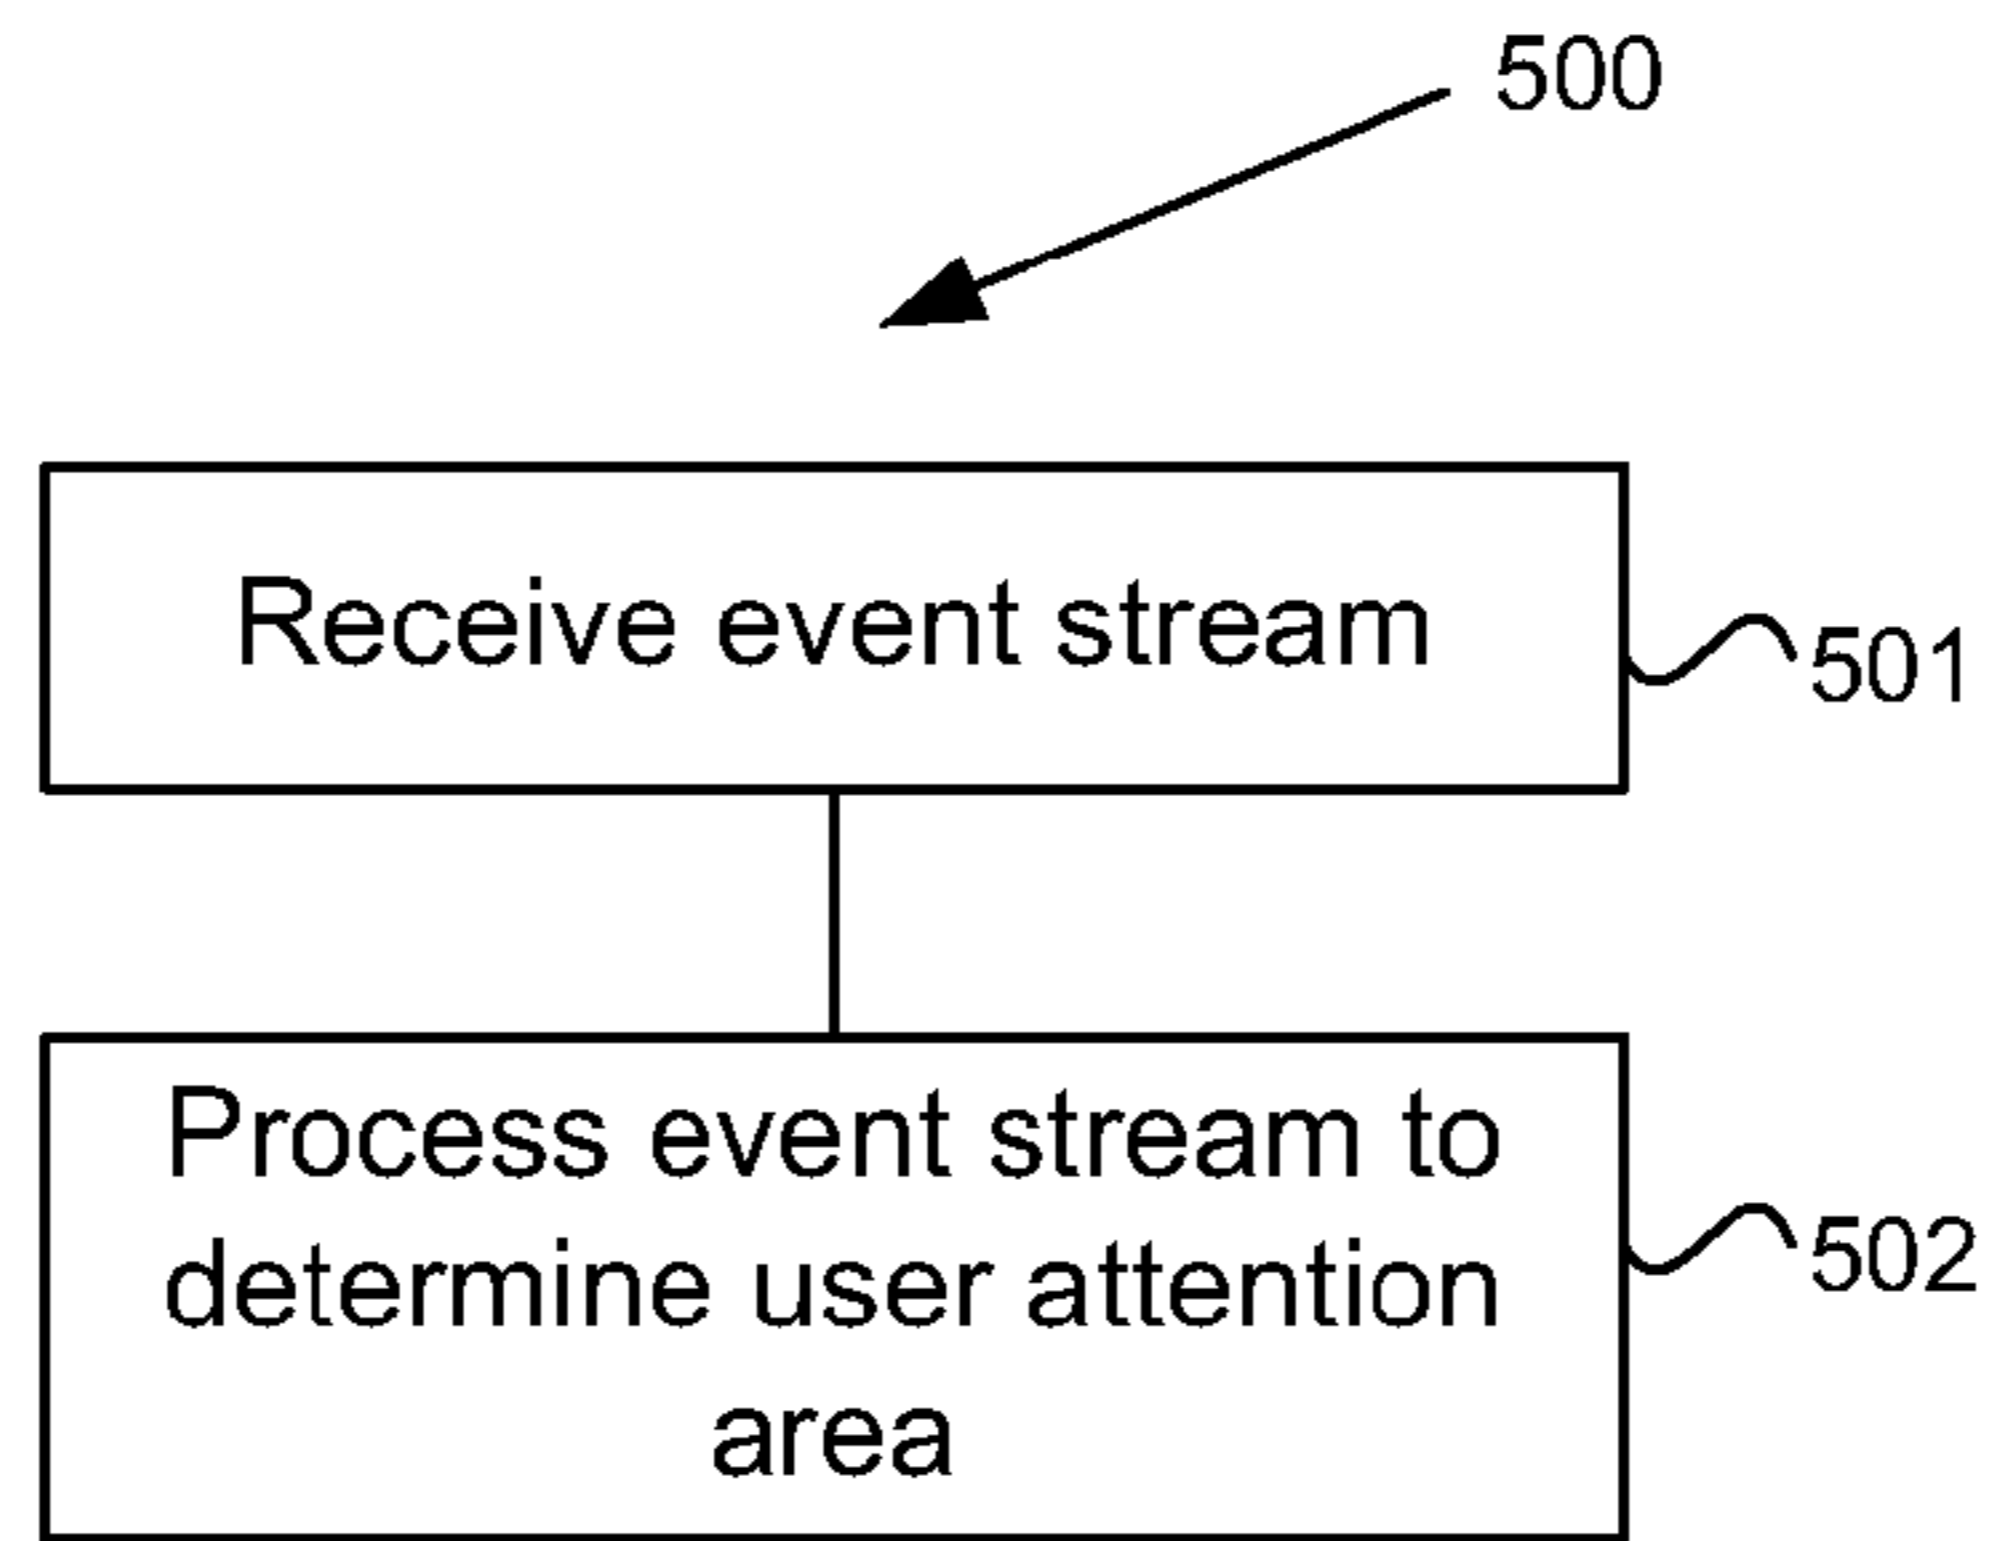 500
Receive event stream
501
Process event stream to
determine user attention
area
502